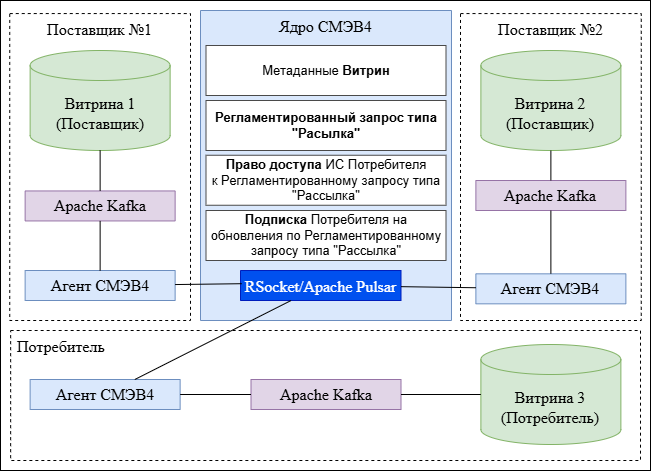 Поставщик №1
Витрина 1
(Поставщик)
Apache Kafka
Агент СМЭВ4
Ядро СМЭВ4
Метаданные Витрин
Регламентированный запрос типа
"Расылка"
Право доступа ИС Потребителя
к Регламентированному запросу типа
"Рассылка"
Подписка Потребителя на
обновления по Регламентированному
запросу типа "Рассылка"
RSocket/Apache Pulsar
Поставщик №2
Витрина 2
(Поставщик)
Apache Kafka
Агент СМЭВ4
Потребитель
Агент СМЭВ4
Apache Kafka
Витрина 3
(Потребитель)